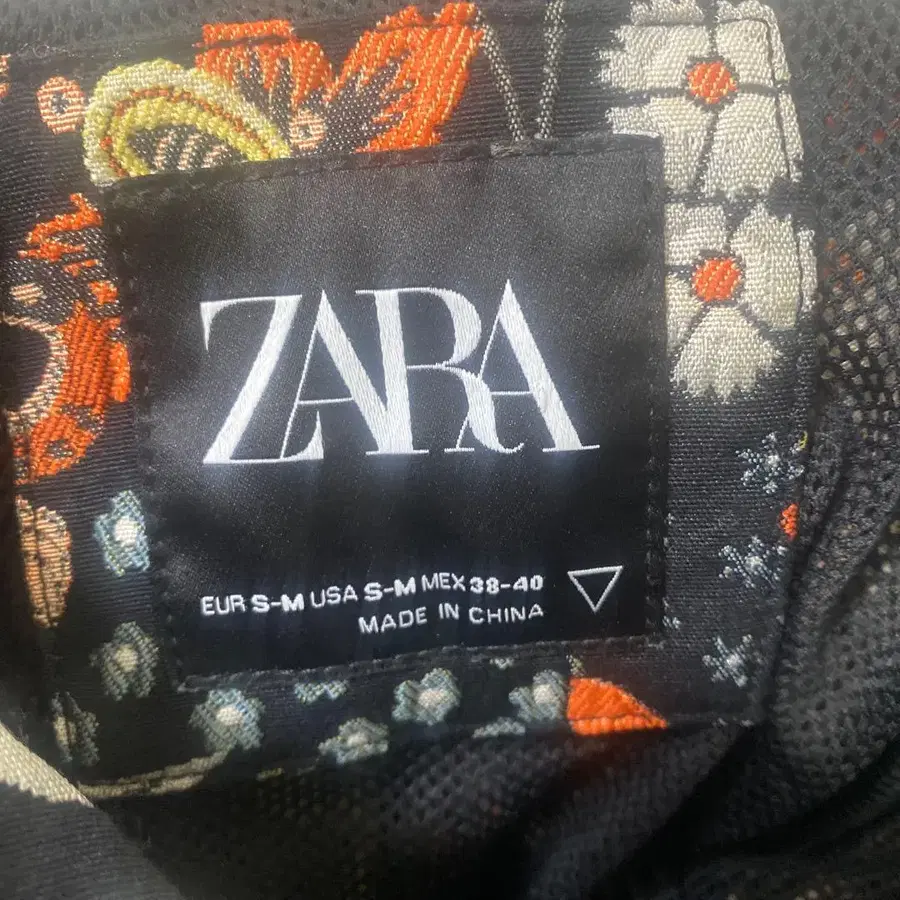 ZARA
EUR S-M USA S-M MEX 38-40
MADE IN CHINA